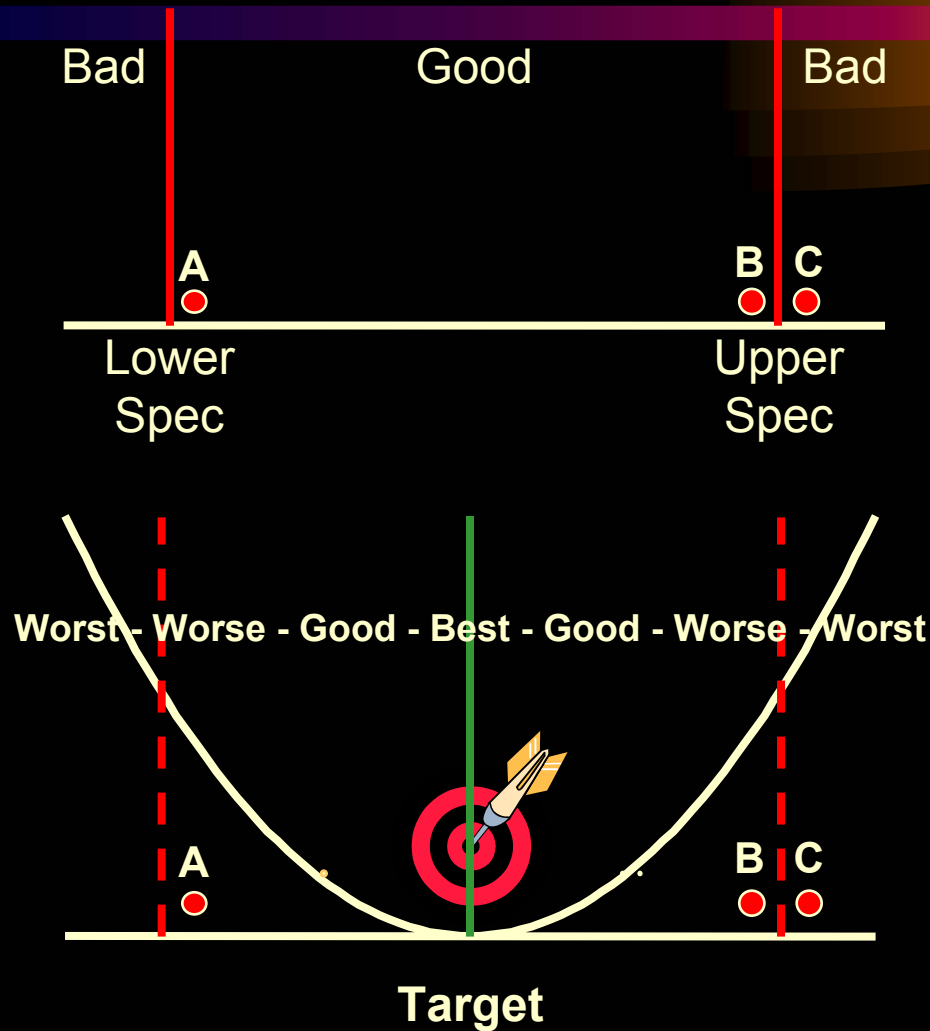 Bad Good Bad
A B C
Lower Upper
Spec Spec
Worst - Worse - Good - Best - Good - Worse - Worst
A B C
Target